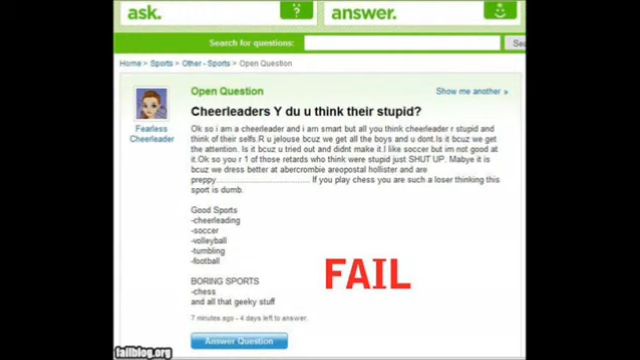 ask.
answer.
Search for questions:
Sea
Home > Sports > Other - Sports > Open Question
Open Question
Show me another »
Cheerleaders Y du u think their stupid?
Fearless
Cheerleader
Ok so i am a cheerleader and i am smart but all you think cheerleader r stupid and
think of their selfs.R u jelouse bcuz we get all the boys and u dont.Is it bcuz we get
the attention. Is it bcuz u tried out and didnt make it.I like soccer but im not good at
it.Ok so you r 1 of those retards who think were stupid just SHUT UP. Mabye it is
bcuz we dress better at abercrombie areopostal hollister and are
preppy................................ If you play chess you are such a loser thinking this
sport is dumb.
Good Sports
-cheerleading
-soccer
-volleyball
-tumbling
-football
FAIL
BORING SPORTS
-chess
and all that geeky stuff
7 minutes ago - 4 days left to answer.
Answer Question
failblog.org